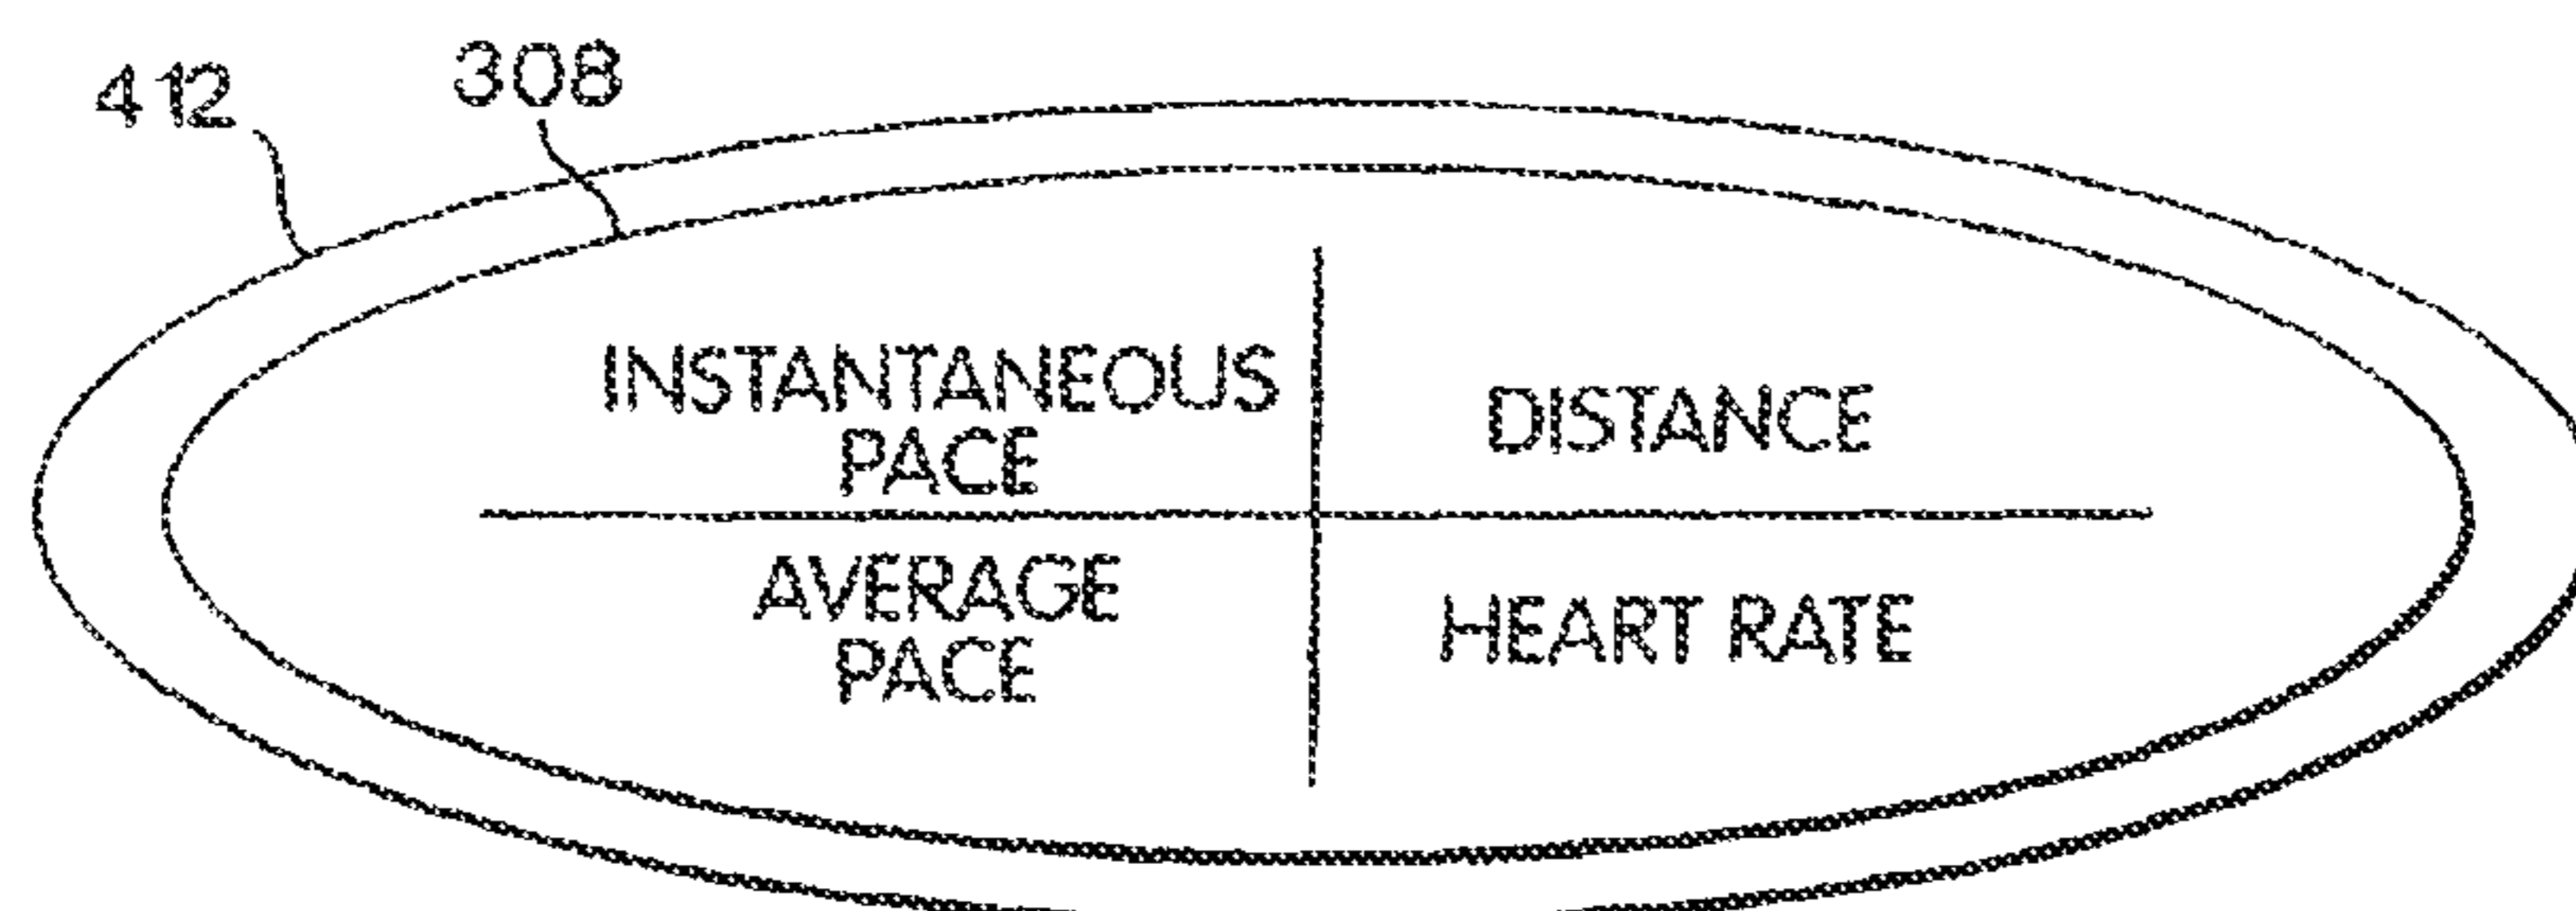 412
308
INSTANTANEOUS
PACE
DISTANCE
AVERAGE
PACE
HEART RATE